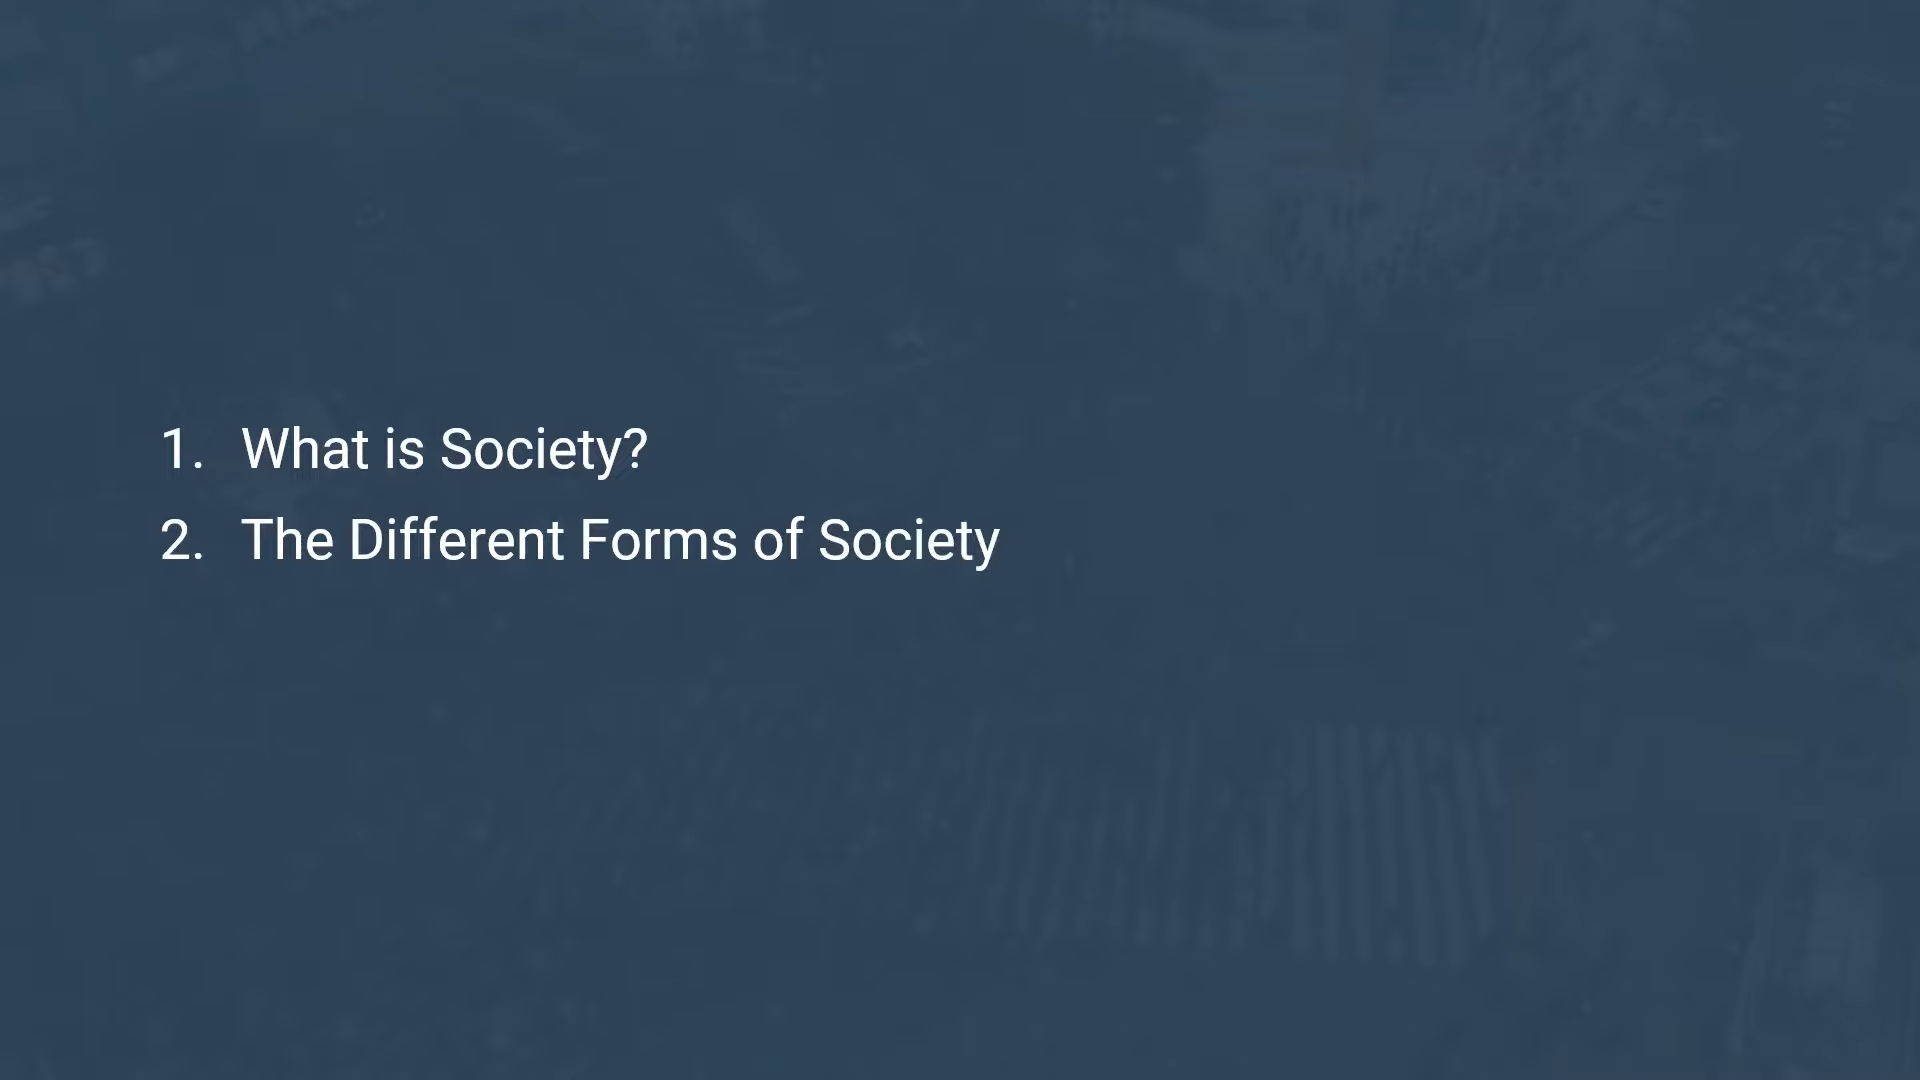 1. What is Society?
2. The Different Forms of Society